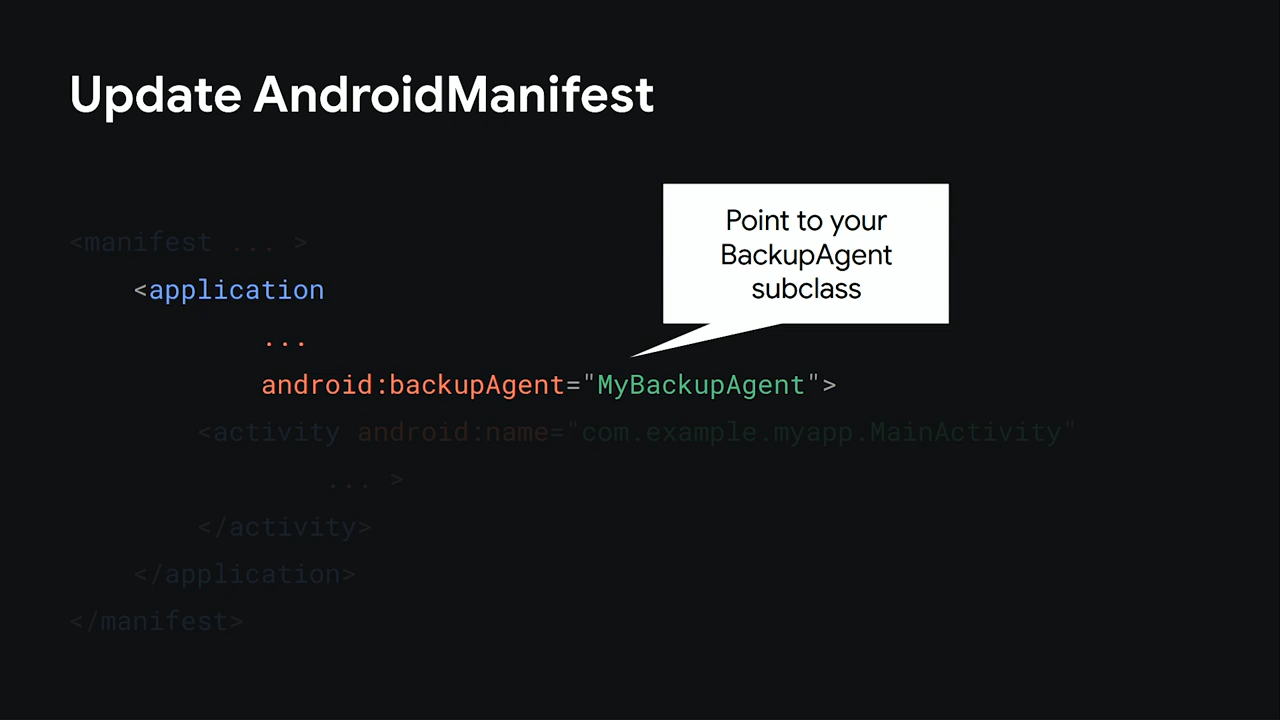 Update AndroidManifest
Point to your
BackupAgent
subclass
<manifest ... >
<application
...
android:backupAgent="MyBackupAgent">
<activity android:name="com.example.myapp.MainActivity"
... >
</activity>
</application>
</manifest>